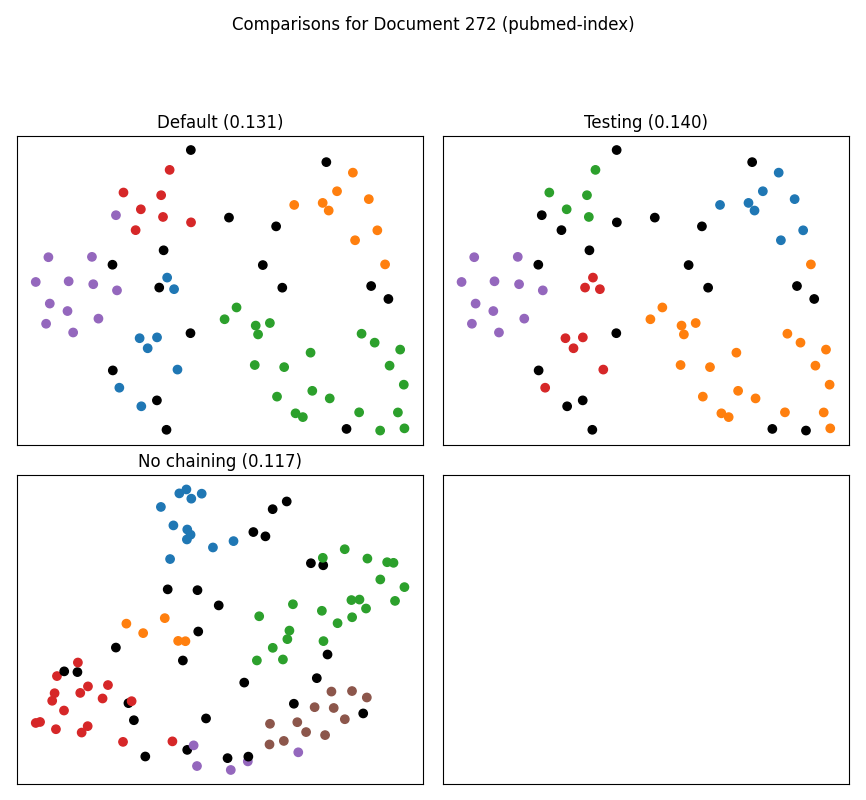 Comparisons for Document 272 (pubmed-index)
Default (0.131)
Testing (0.140)
No chaining (0.117)